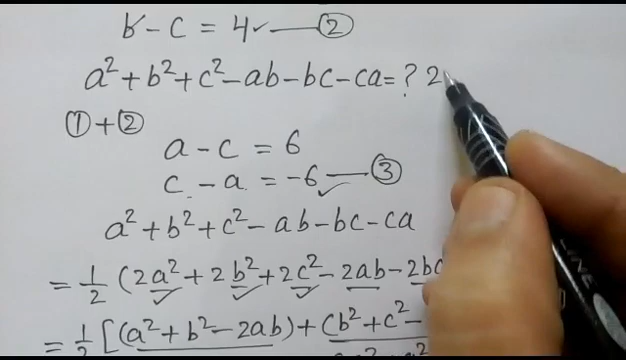 b - c = 4 ✓ — ②
a² + b² + c² - ab - bc - ca = ? 2
① + ②
a - c = 6
c - a = -6 ✓ — ③
a² + b² + c² - ab - bc - ca
= 1/2 (2a² + 2b² + 2c² - 2ab - 2bc
= 1/2 [(a² + b² - 2ab) + (b² + c² -
LINE